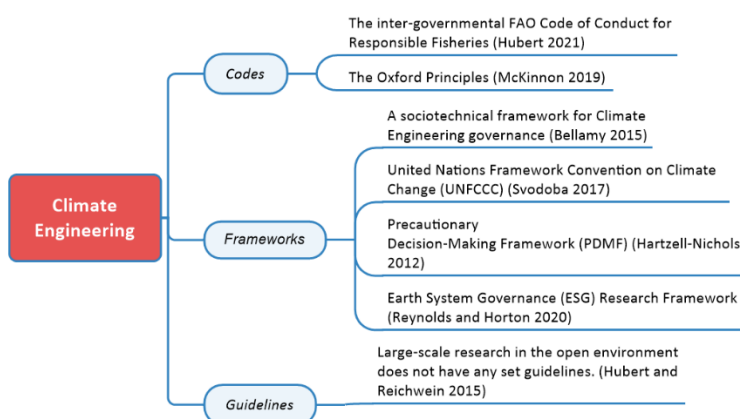 Climate
Engineering
Codes
The inter-governmental FAO Code of Conduct for
Responsible Fisheries (Hubert 2021)
The Oxford Principles (McKinnon 2019)
Frameworks
A sociotechnical framework for Climate
Engineering governance (Bellamy 2015)
United Nations Framework Convention on Climate
Change (UNFCCC) (Svodoba 2017)
Precautionary
Decision-Making Framework (PDMF) (Hartzell-Nichols
2012)
Earth System Governance (ESG) Research Framework
(Reynolds and Horton 2020)
Guidelines
Large-scale research in the open environment
does not have any set guidelines. (Hubert and
Reichwein 2015)